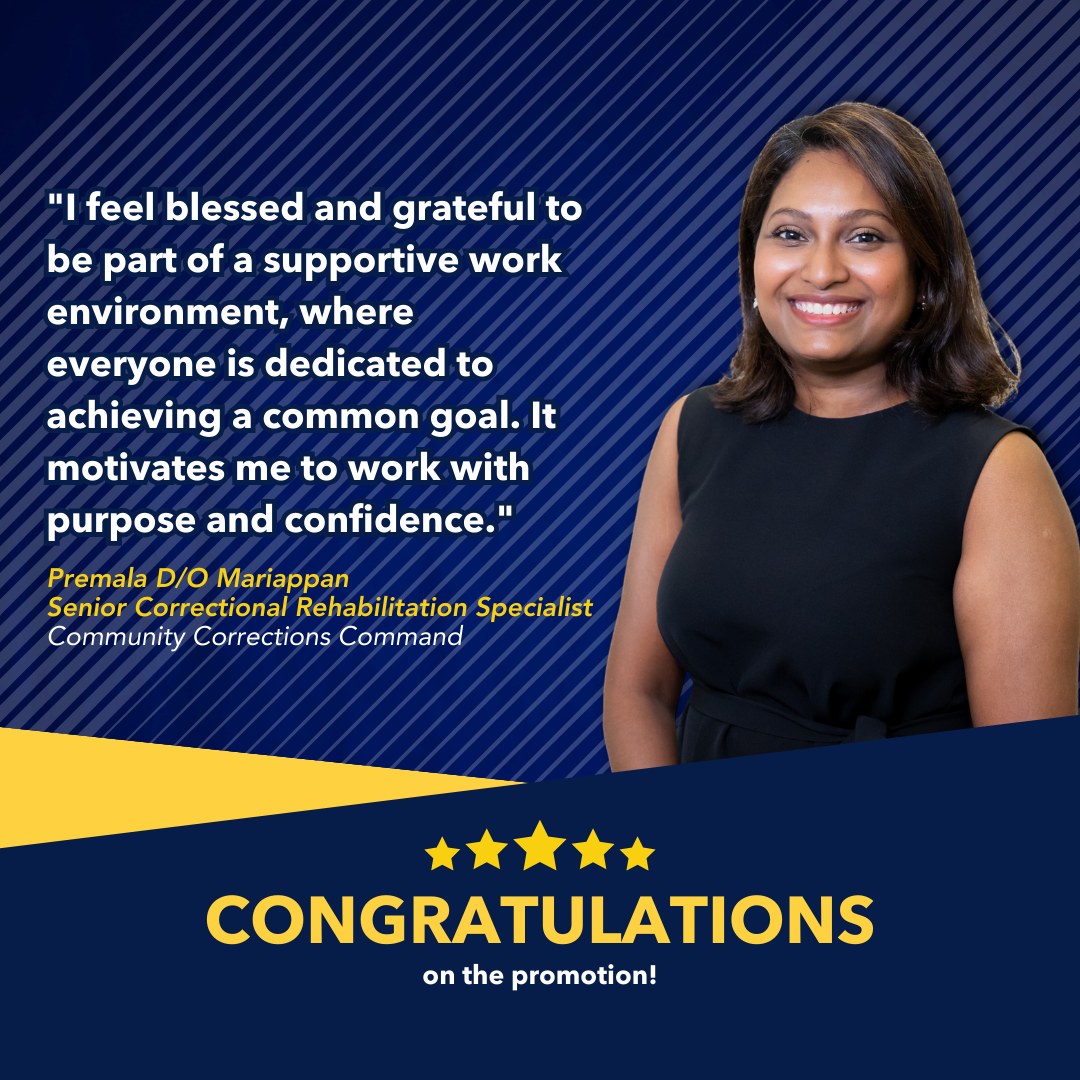 "I feel blessed and grateful to
be part of a supportive work
environment, where
everyone is dedicated to
achieving a common goal. It
motivates me to work with
purpose and confidence."
Premala D/O Mariappan
Senior Correctional Rehabilitation Specialist
Community Corrections Command
CONGRATULATIONS
on the promotion!